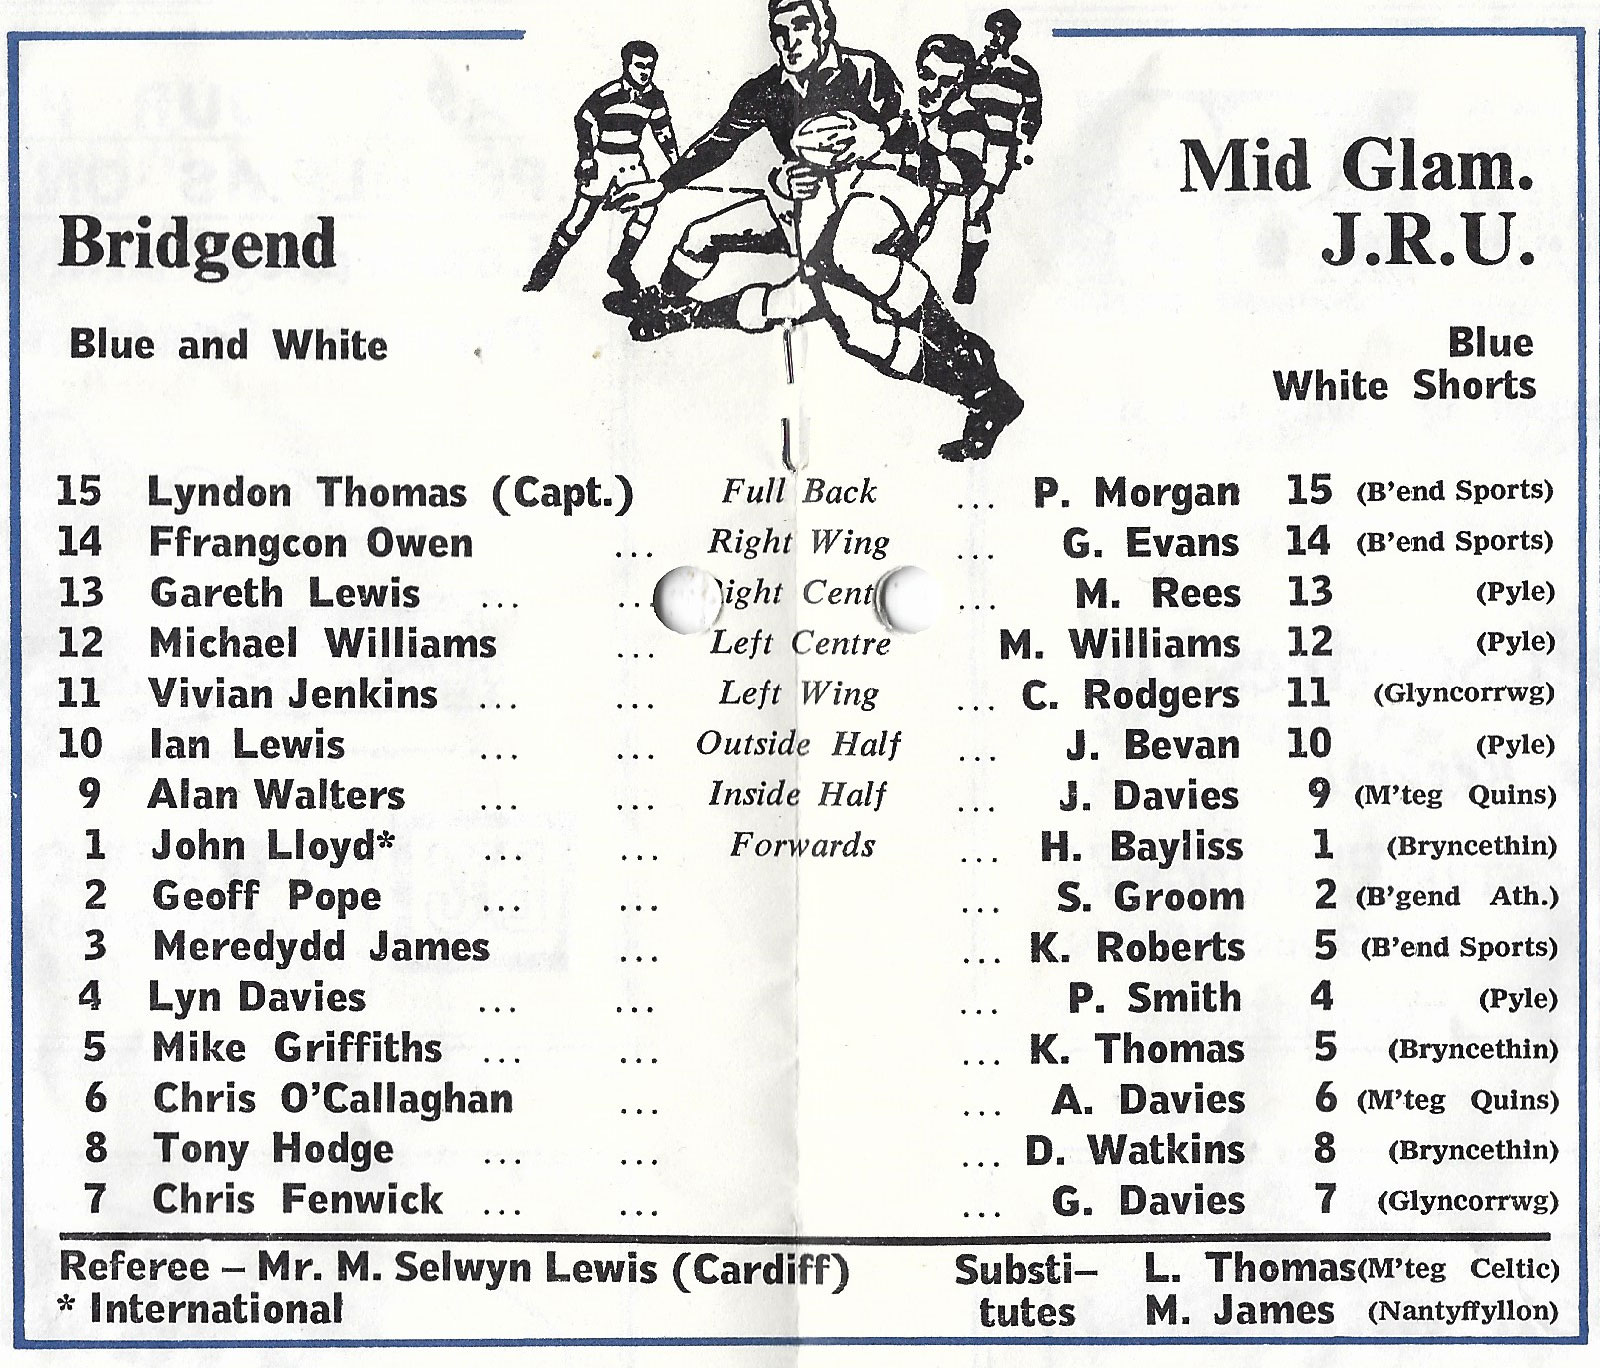 Bridgend
Blue and White
Mid Glam.
J.R.U.
Blue
White Shorts
15 Lyndon Thomas (Capt.) Full Back ... P. Morgan 15 (B'end Sports)
14 Ffrangcon Owen ... Right Wing ... G. Evans 14 (B'end Sports)
13 Gareth Lewis ... ... ight Cent ... M. Rees 13 (Pyle)
12 Michael Williams ... Left Centre M. Williams 12 (Pyle)
11 Vivian Jenkins ... ... Left Wing ... C. Rodgers 11 (Glyncorrwg)
10 Ian Lewis ... ... Outside Half ... J. Bevan 10 (Pyle)
9 Alan Walters ... ... Inside Half ... J. Davies 9 (M'teg Quins)
1 John Lloyd* ... ... Forwards ... H. Bayliss 1 (Bryncethin)
2 Geoff Pope ... ... ... S. Groom 2 (B'gend Ath.)
3 Meredydd James ... ... K. Roberts 5 (B'end Sports)
4 Lyn Davies ... ... ... P. Smith 4 (Pyle)
5 Mike Griffiths ... ... ... K. Thomas 5 (Bryncethin)
6 Chris O'Callaghan ... ... A. Davies 6 (M'teg Quins)
8 Tony Hodge ... ... ... D. Watkins 8 (Bryncethin)
7 Chris Fenwick ... ... ... G. Davies 7 (Glyncorrwg)
Referee – Mr. M. Selwyn Lewis (Cardiff) Substi– L. Thomas (M'teg Celtic)
* International tutes M. James (Nantyffyllon)